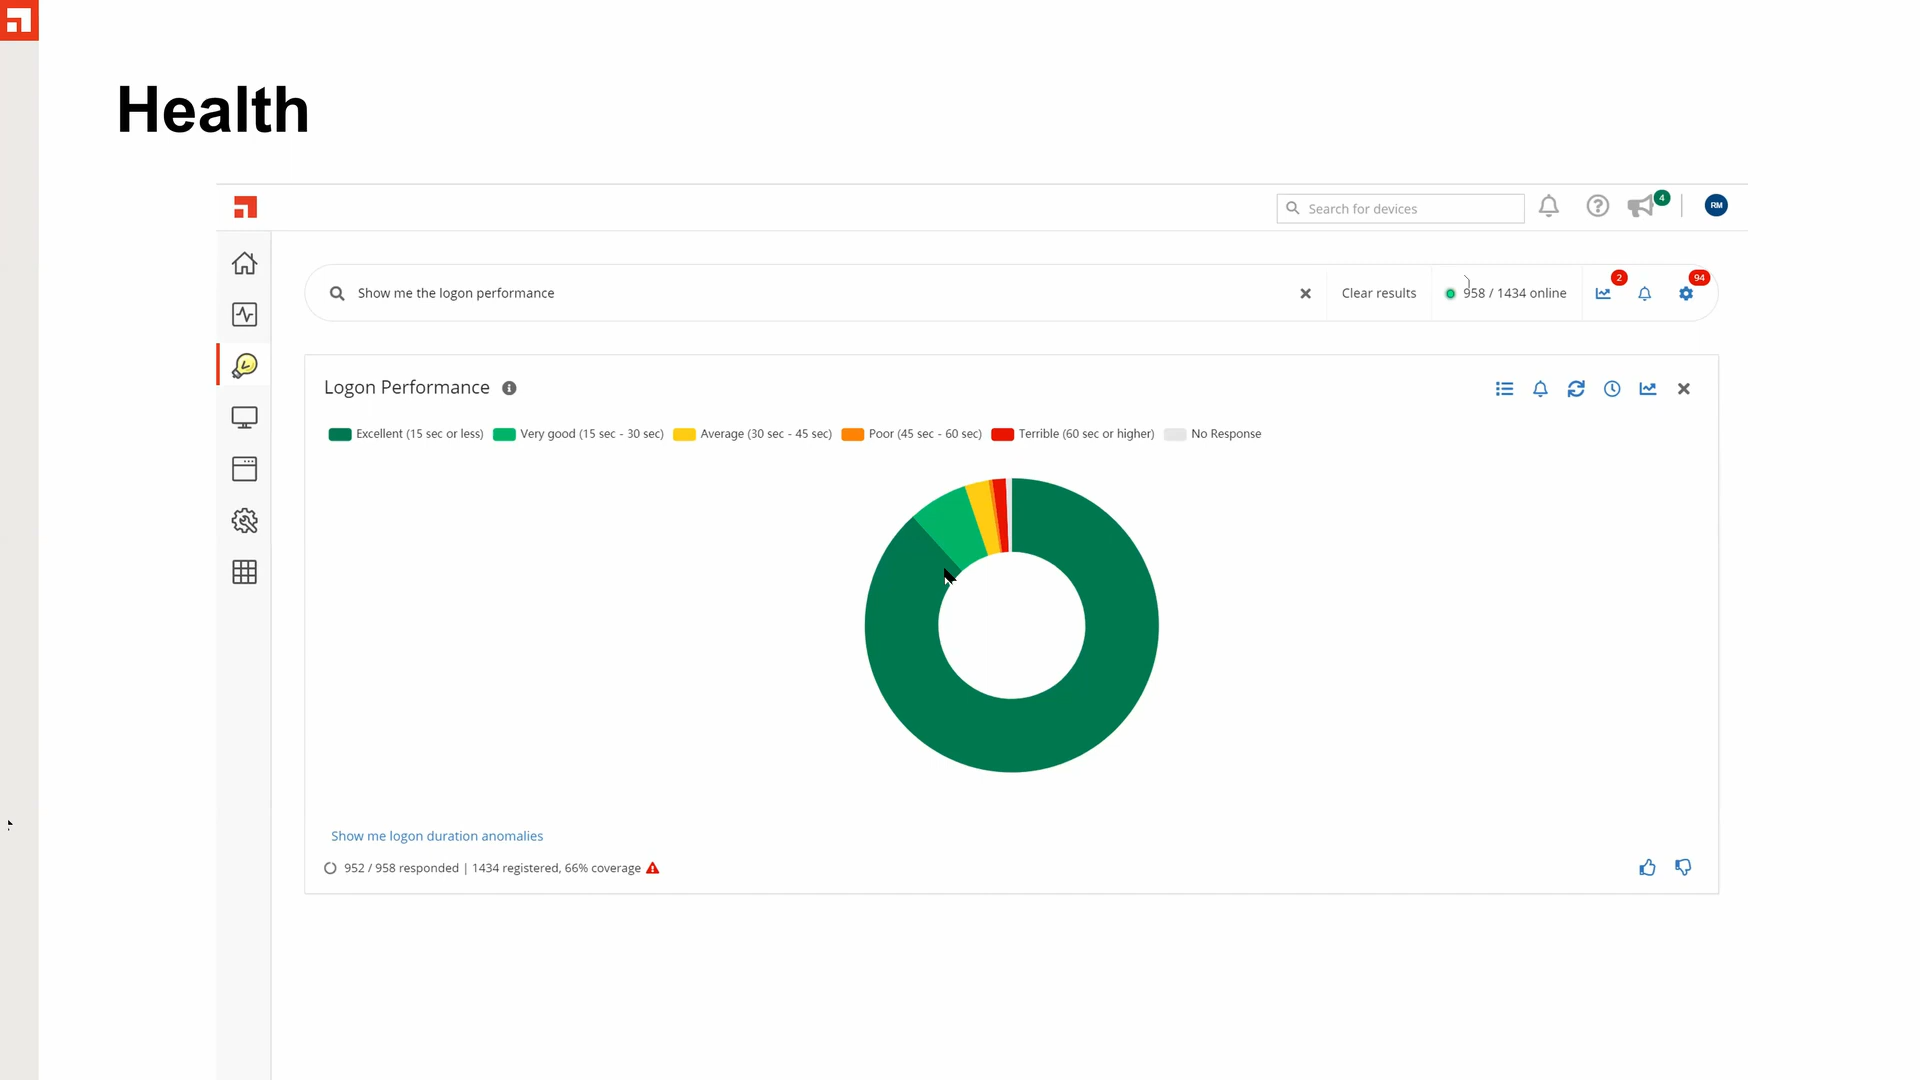 Health
Search for devices
4
RM
Show me the logon performance
Clear results
958 / 1434 online
2
94
Logon Performance
Excellent (15 sec or less) Very good (15 sec - 30 sec) Average (30 sec - 45 sec) Poor (45 sec - 60 sec) Terrible (60 sec or higher) No Response
Show me logon duration anomalies
952 / 958 responded | 1434 registered, 66% coverage